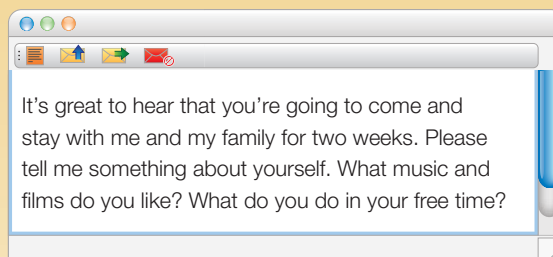 It’s great to hear that you’re going to come and
stay with me and my family for two weeks. Please
tell me something about yourself. What music and
films do you like? What do you do in your free time?